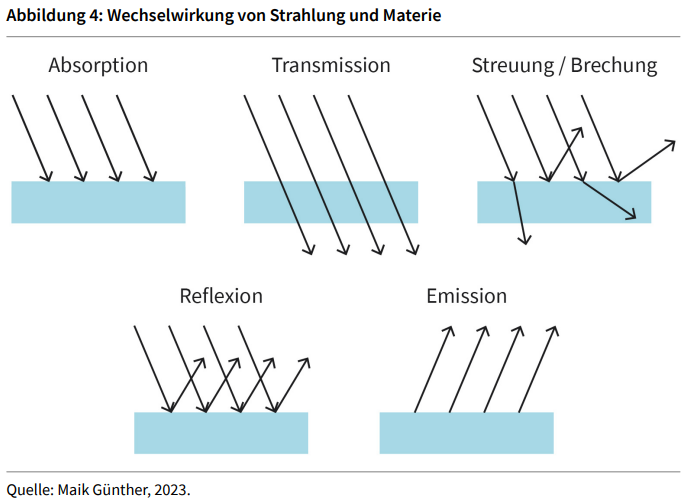 Abbildung 4: Wechselwirkung von Strahlung und Materie
Absorption
Transmission
Streuung / Brechung
Reflexion
Emission
Quelle: Maik Günther, 2023.